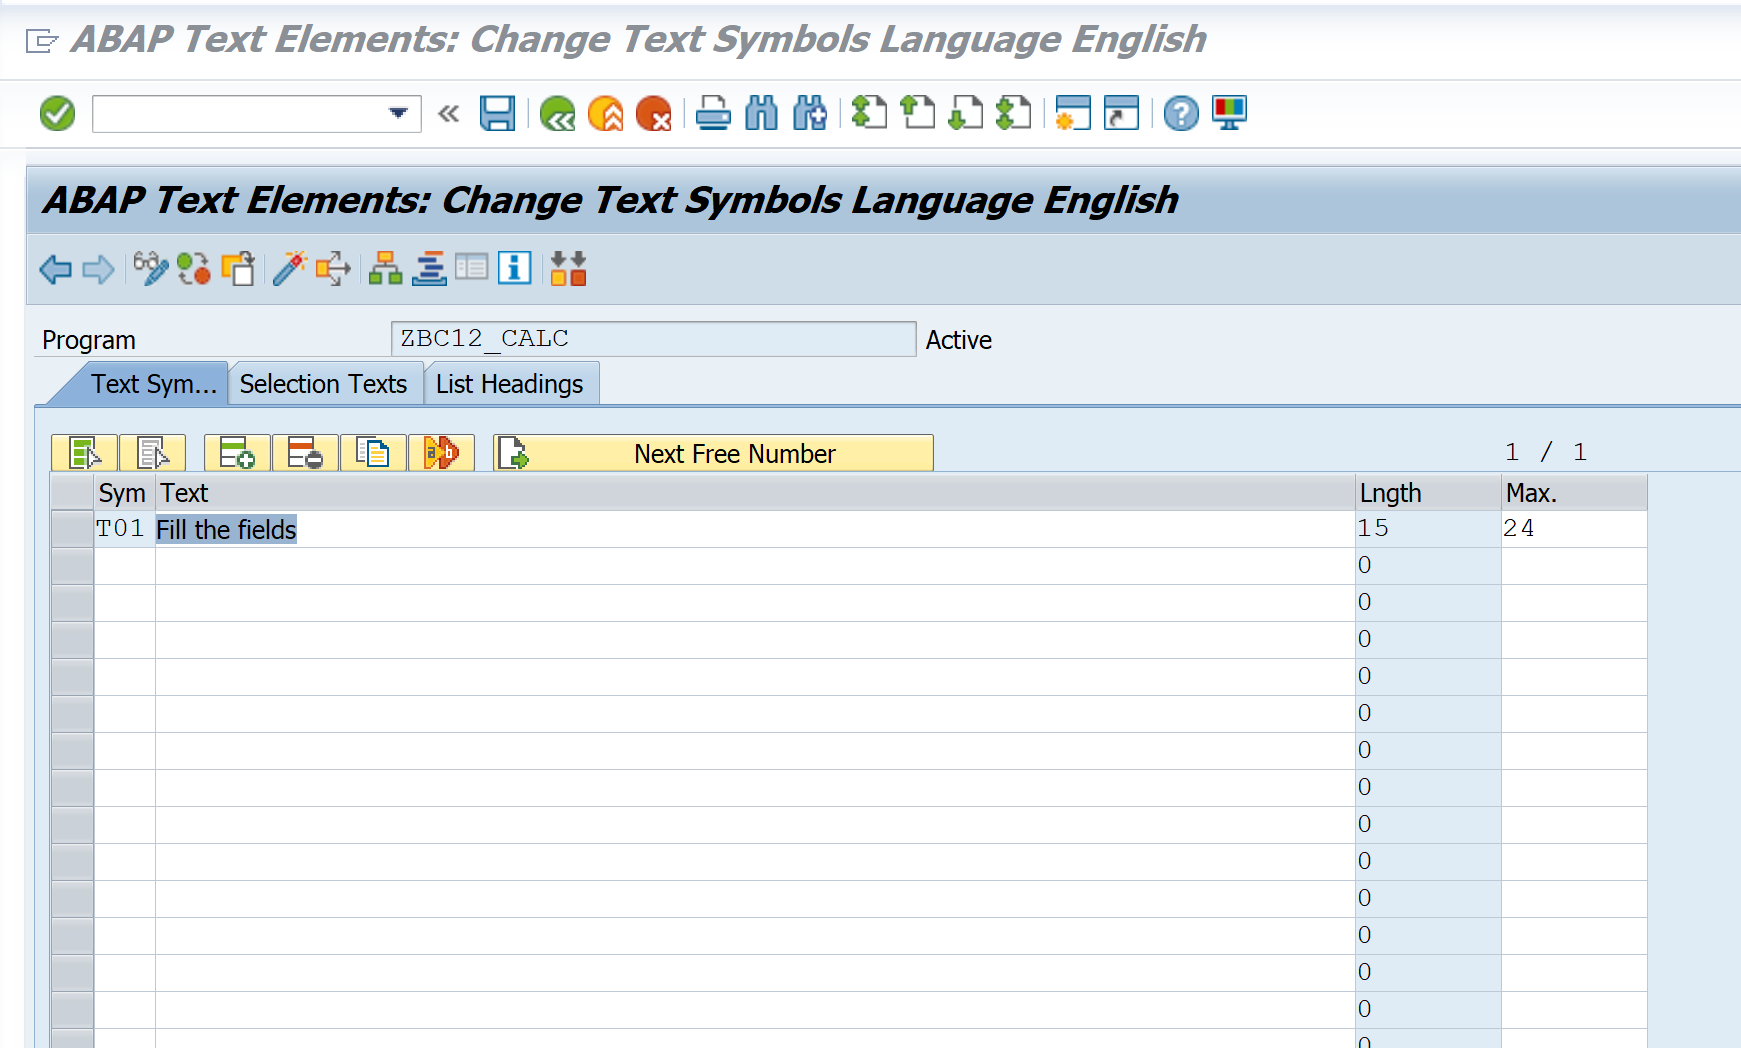 ABAP Text Elements: Change Text Symbols Language English
ABAP Text Elements: Change Text Symbols Language English
Program ZBC12_CALC Active
Text Sym... Selection Texts List Headings
Next Free Number 1 / 1
Sym Text Lngth Max.
T01 Fill the fields 15 24
0
0
0
0
0
0
0
0
0
0
0
0
0
0